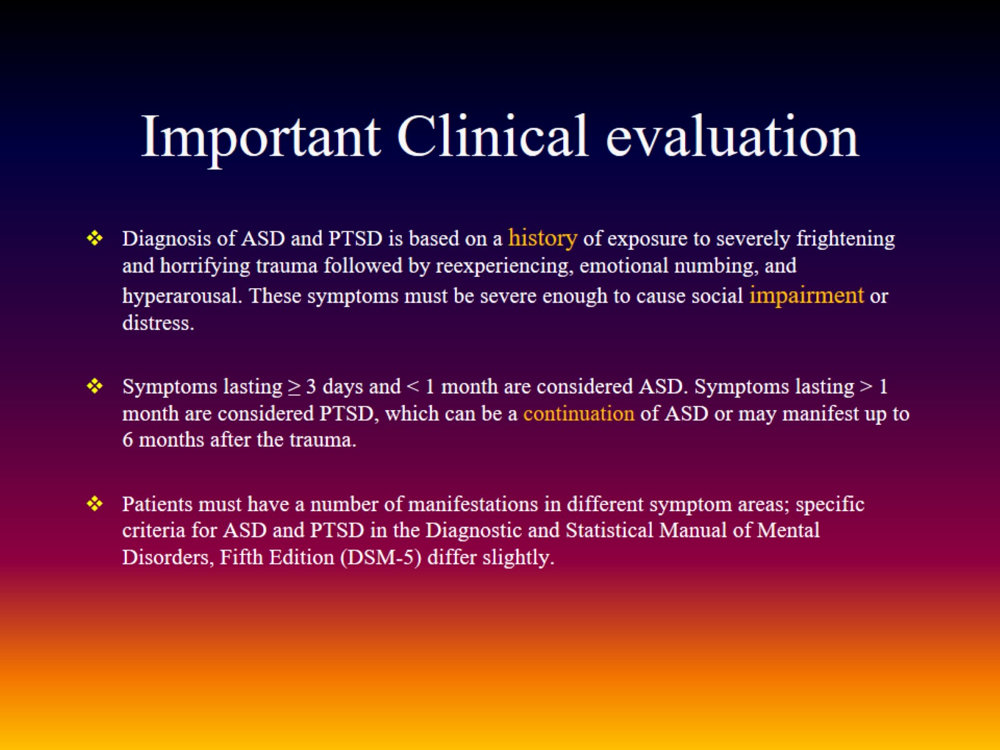 Important Clinical evaluation
❖ Diagnosis of ASD and PTSD is based on a history of exposure to severely frightening
and horrifying trauma followed by reexperiencing, emotional numbing, and
hyperarousal. These symptoms must be severe enough to cause social impairment or
distress.
❖ Symptoms lasting ≥ 3 days and < 1 month are considered ASD. Symptoms lasting > 1
month are considered PTSD, which can be a continuation of ASD or may manifest up to
6 months after the trauma.
❖ Patients must have a number of manifestations in different symptom areas; specific
criteria for ASD and PTSD in the Diagnostic and Statistical Manual of Mental
Disorders, Fifth Edition (DSM-5) differ slightly.